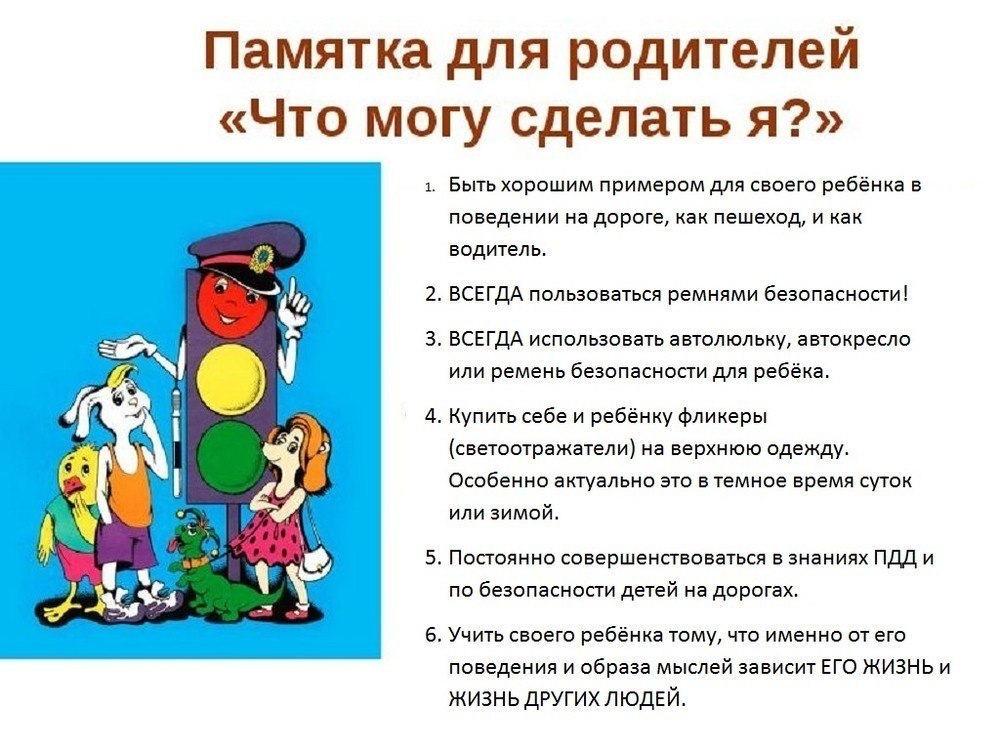 Памятка для родителей
«Что могу сделать я?»
1. Быть хорошим примером для своего ребёнка в
поведении на дороге, как пешеход, и как
водитель.
2. ВСЕГДА пользоваться ремнями безопасности!
3. ВСЕГДА использовать автолюльку, автокресло
или ремень безопасности для ребёка.
4. Купить себе и ребёнку фликеры
(светоотражатели) на верхнюю одежду.
Особенно актуально это в темное время суток
или зимой.
5. Постоянно совершенствоваться в знаниях ПДД и
по безопасности детей на дорогах.
6. Учить своего ребёнка тому, что именно от его
поведения и образа мыслей зависит ЕГО ЖИЗНЬ и
ЖИЗНЬ ДРУГИХ ЛЮДЕЙ.